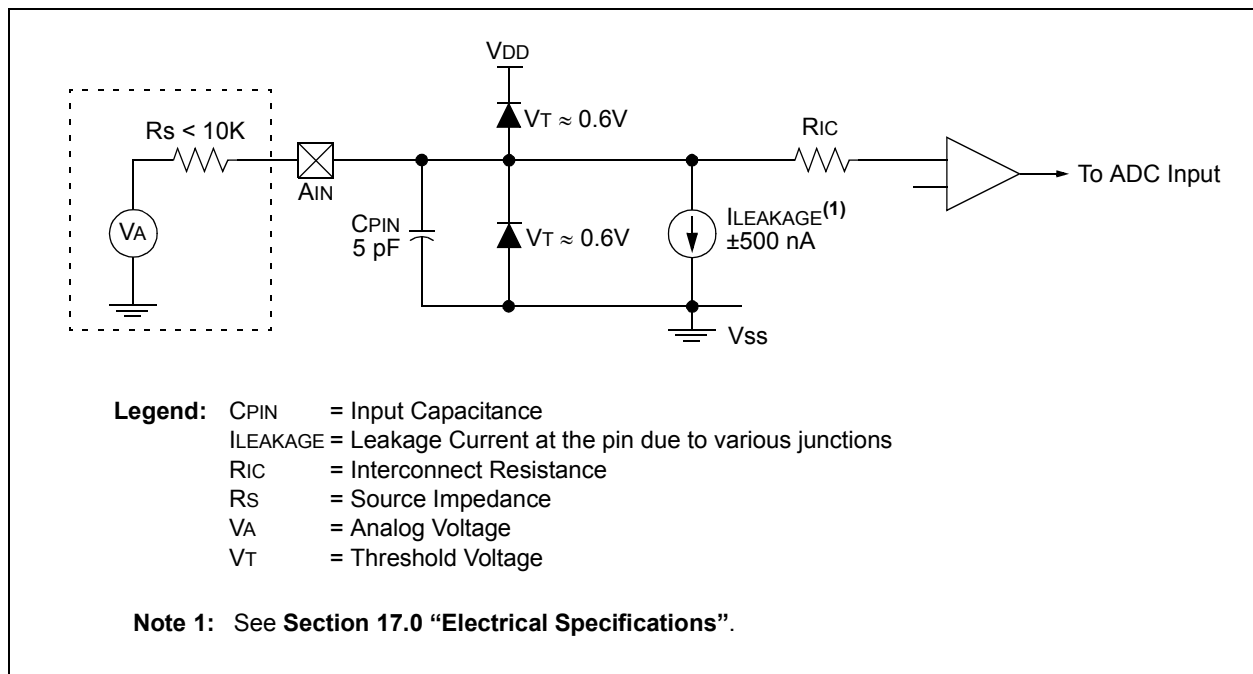 VDD
VT ≈ 0.6V
Rs < 10K
RIC
AIN
To ADC Input
VA
CPIN
5 pF
VT ≈ 0.6V
ILEAKAGE(1)
±500 nA
Vss
Legend: CPIN = Input Capacitance
ILEAKAGE = Leakage Current at the pin due to various junctions
RIC = Interconnect Resistance
RS = Source Impedance
VA = Analog Voltage
VT = Threshold Voltage
Note 1: See Section 17.0 “Electrical Specifications”.